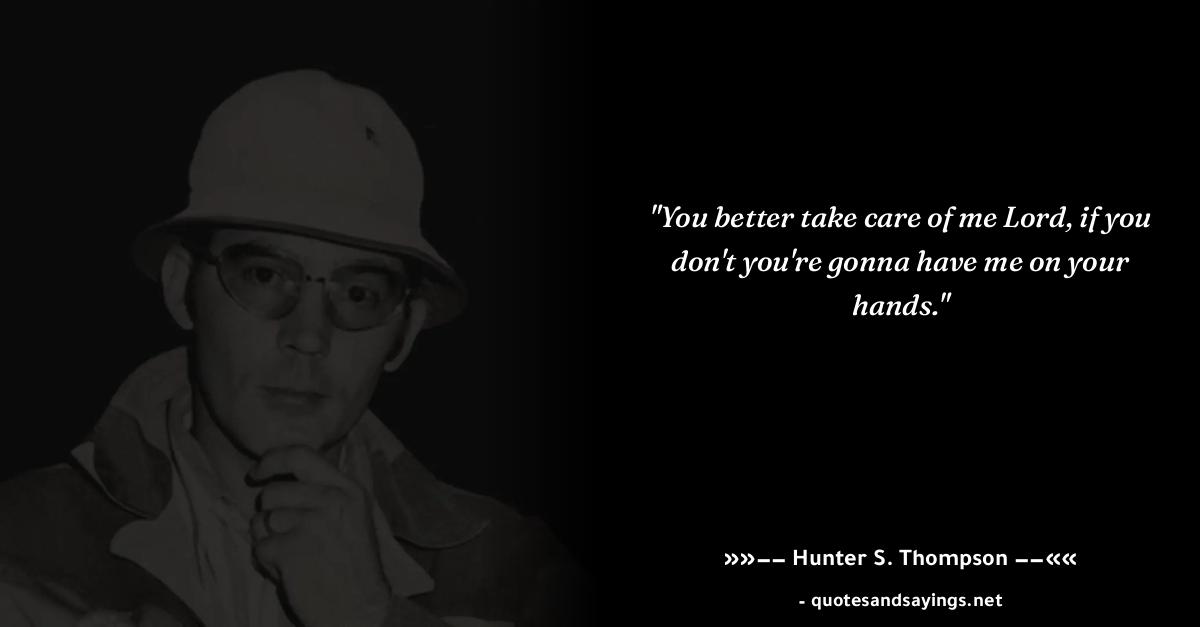 "You better take care of me Lord, if you
don't you're gonna have me on your
hands."
»»−− Hunter S. Thompson −−««
- quotesandsayings.net